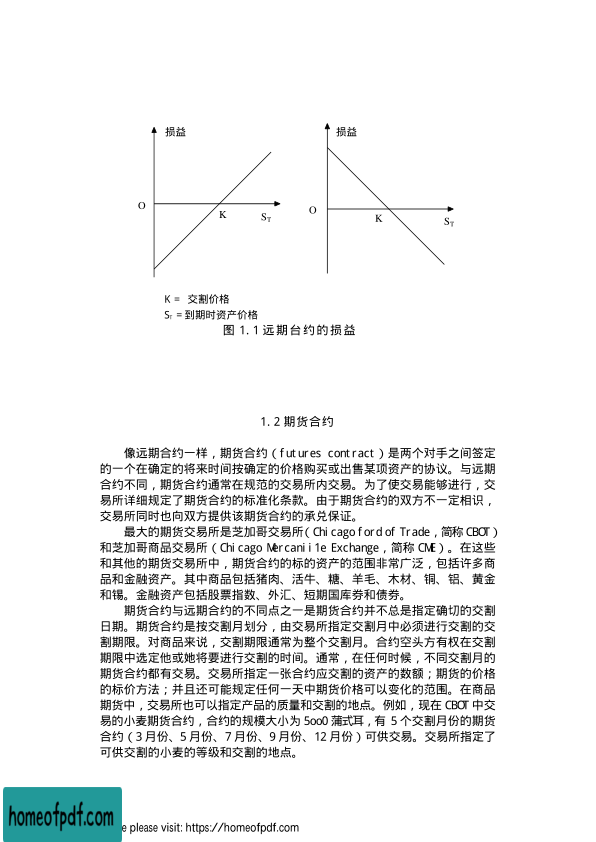 损益
损益
O
K
S_T
O
K
S_T
K = 交割价格
S_T = 到期时资产价格
图 1.1 远期台约的损益
1.2 期货合约
像远期合约一样，期货合约（futures contract）是两个对手之间签定
的一个在确定的将来时间按确定的价格购买或出售某项资产的协议。与远期
合约不同，期货合约通常在规范的交易所内交易。为了使交易能够进行，交
易所详细规定了期货合约的标准化条款。由于期货合约的双方不一定相识，
交易所同时也向双方提供该期货合约的承兑保证。
最大的期货交易所是芝加哥交易所（Chicago ford of Trade，简称 CBOT）
和芝加哥商品交易所（Chicago Mercanii1e Exchange，简称 CME）。在这些
和其他的期货交易所中，期货合约的标的资产的范围非常广泛，包括许多商
品和金融资产。其中商品包括猪肉、活牛、糖、羊毛、木材、铜、铝、黄金
和锡。金融资产包括股票指数、外汇、短期国库券和债券。
期货合约与远期合约的不同点之一是期货合约并不总是指定确切的交割
日期。期货合约是按交割月划分，由交易所指定交割月中必须进行交割的交
割期限。对商品来说，交割期限通常为整个交割月。合约空头方有权在交割
期限中选定他或她将要进行交割的时间。通常，在任何时候，不同交割月的
期货合约都有交易。交易所指定一张合约应交割的资产的数额；期货的价格
的标价方法；并且还可能规定任何一天中期货价格可以变化的范围。在商品
期货中，交易所也可以指定产品的质量和交割的地点。例如，现在 CBOT 中交
易的小麦期货合约，合约的规模大小为 5oo0 蒲式耳，有 5 个交割月份的期货
合约（3 月份、5 月份、7 月份、9 月份、12 月份）可供交易。交易所指定了
可供交割的小麦的等级和交割的地点。
homeofpdf.com
e please visit: https://homeofpdf.com